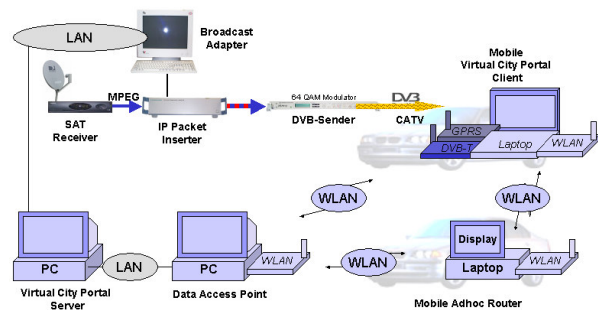 LAN
Broadcast
Adapter
MPEG
SAT
Receiver
IP Packet
Inserter
64 QAM Modulator
DVB-Sender
DVB
CATV
Mobile
Virtual City Portal
Client
GPRS
DVB-T
Laptop
WLAN
WLAN
WLAN
PC
LAN
PC
WLAN
WLAN
Display
Laptop
WLAN
Virtual City Portal
Server
Data Access Point
Mobile Adhoc Router